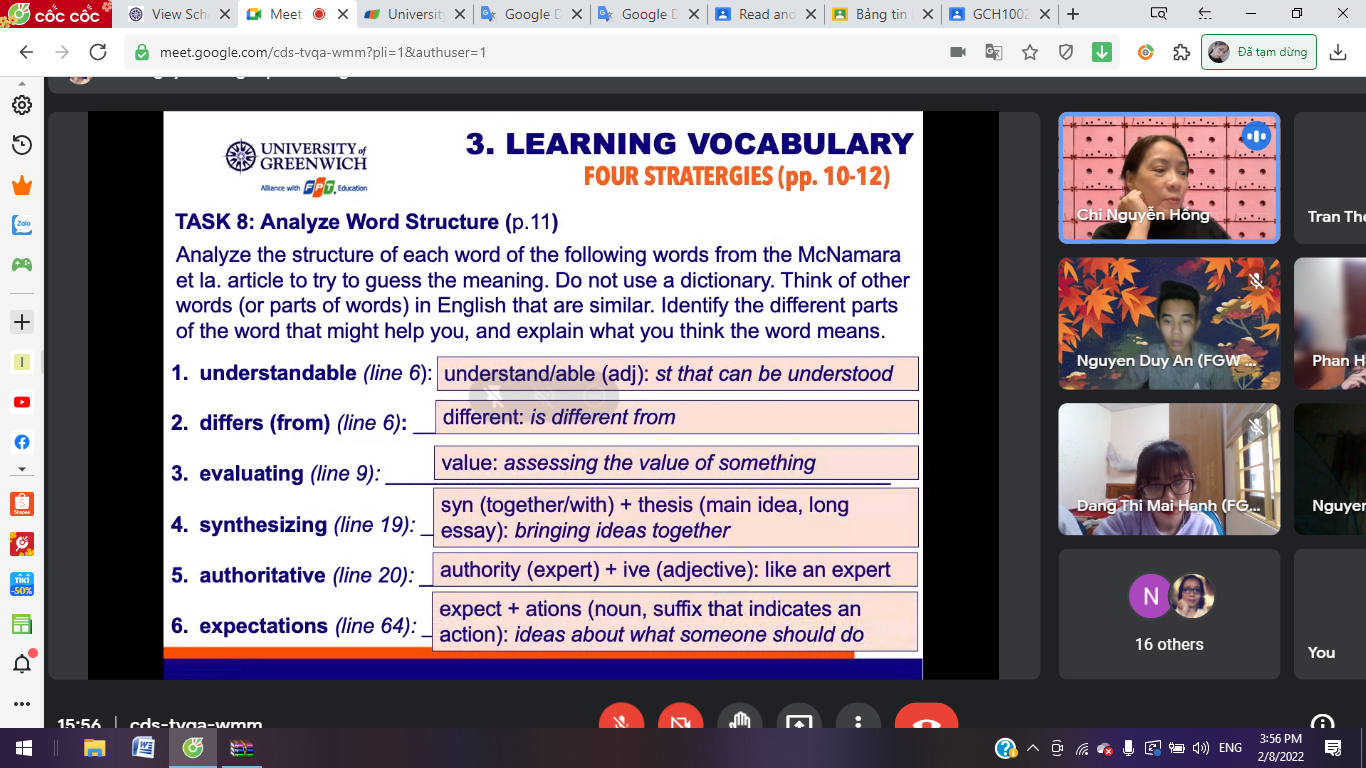 cốc cốc
View Sch
Meet
Universit
Google D
Google D
Read and
Bảng tin
GCH1002
meet.google.com/cds-tvqa-wmm?pli=1&authuser=1
Đã tạm dừng
UNIVERSITY of
GREENWICH
Alliance with FPT Education
3. LEARNING VOCABULARY
FOUR STRATERGIES (pp. 10-12)
TASK 8: Analyze Word Structure (p.11)
Analyze the structure of each word of the following words from the McNamara
et la. article to try to guess the meaning. Do not use a dictionary. Think of other
words (or parts of words) in English that are similar. Identify the different parts
of the word that might help you, and explain what you think the word means.
1. understandable (line 6): understand/able (adj): st that can be understood
2. differs (from) (line 6): __ different: is different from
3. evaluating (line 9): __ value: assessing the value of something
4. synthesizing (line 19): _ syn (together/with) + thesis (main idea, long
essay): bringing ideas together
5. authoritative (line 20): _ authority (expert) + ive (adjective): like an expert
6. expectations (line 64): _ expect + ations (noun, suffix that indicates an
action): ideas about what someone should do
Chi Nguyễn Hồng
Tran The
Nguyen Duy An (FGW ...
Phan H
Dang Thi Mai Hanh (FG...
Nguyen
N
16 others
You
Zalo
I
Shopee
TIKI
-50%
15:56 | cds-tvqa-wmm
ENG
3:56 PM
2/8/2022